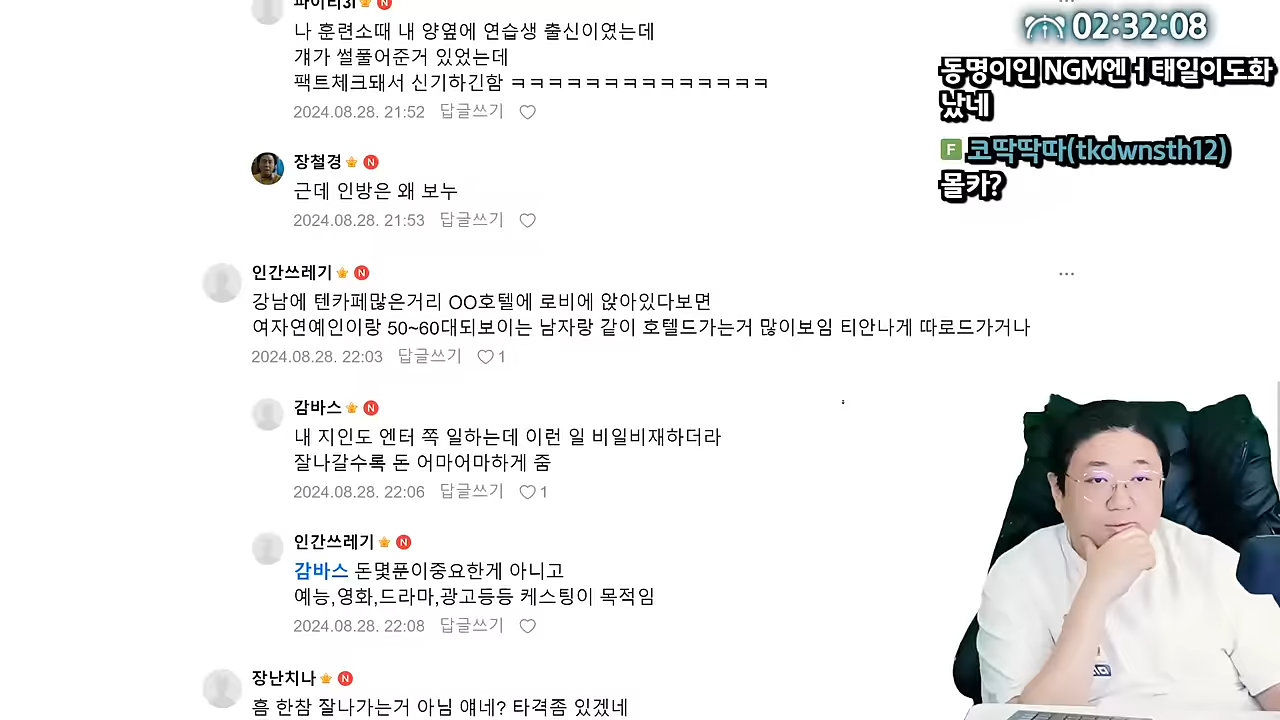 파이리3l N
나 훈련소때 내 양옆에 연습생 출신이였는데
걔가 썰풀어준거 있었는데
팩트체크돼서 신기하긴함 ㅋㅋㅋㅋㅋㅋㅋㅋㅋㅋㅋㅋㅋㅋ
2024.08.28. 21:52 답글쓰기
장철경 N
근데 인방은 왜 보누
2024.08.28. 21:53 답글쓰기
인간쓰레기 N
강남에 텐카페많은거리 OO호텔에 로비에 앉아있다보면
여자연예인이랑 50~60대되보이는 남자랑 같이 호텔드가는거 많이보임 티안나게 따로드가거나
2024.08.28. 22:03 답글쓰기 1
감바스 N
내 지인도 엔터 쪽 일하는데 이런 일 비일비재하더라
잘나갈수록 돈 어마어마하게 줌
2024.08.28. 22:06 답글쓰기 1
인간쓰레기 N
감바스 돈몇푼이중요한게 아니고
예능,영화,드라마,광고등등 케스팅이 목적임
2024.08.28. 22:08 답글쓰기
장난치나 N
흠 한참 잘나가는거 아님 얘네? 타격좀 있겠네
02:32:08
동명이인 NGM엔ㅓ 태일이도화
났네
F 코딱딱따(tkdwnsth12)
몰카?